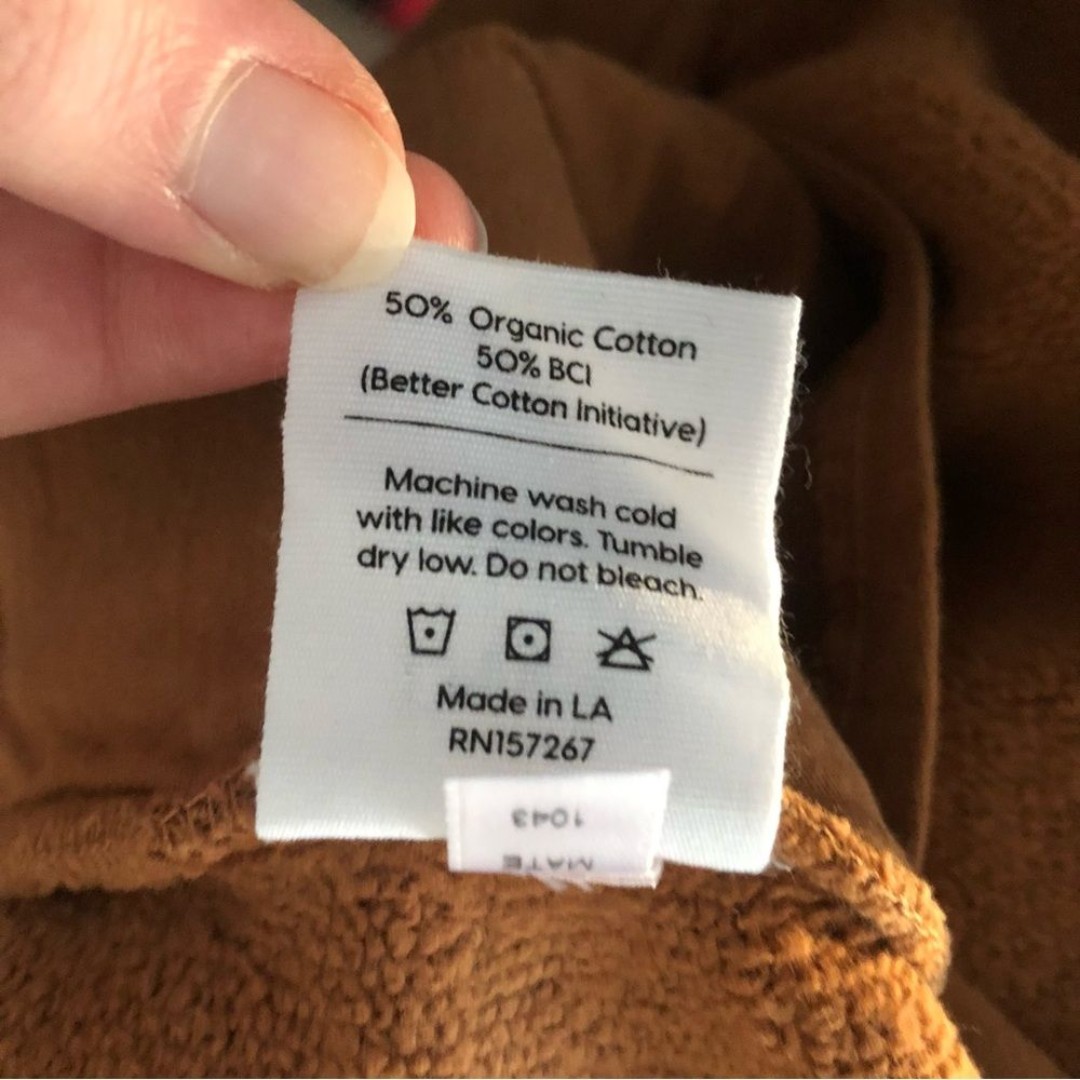 50% Organic Cotton
50% BCI
(Better Cotton Initiative)
Machine wash cold
with like colors. Tumble
dry low. Do not bleach.
Made in LA
RN157267
1043
MATE